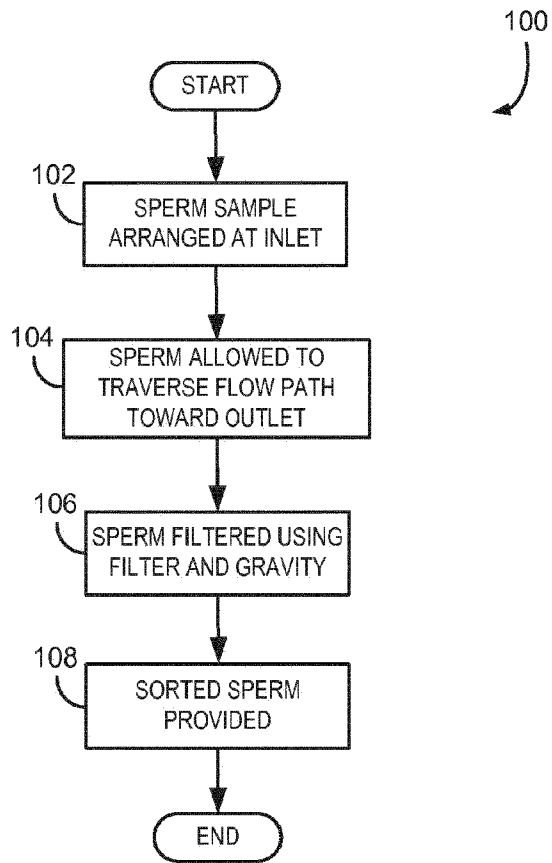 100
START
102
SPERM SAMPLE
ARRANGED AT INLET
104
SPERM ALLOWED TO
TRAVERSE FLOW PATH
TOWARD OUTLET
106
SPERM FILTERED USING
FILTER AND GRAVITY
108
SORTED SPERM
PROVIDED
END